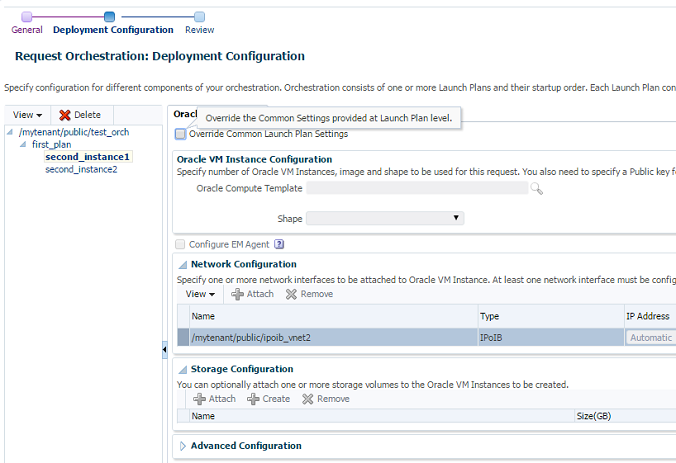 General
Deployment Configuration
Review
Request Orchestration: Deployment Configuration
Specify configuration for different components of your orchestration. Orchestration consists of one or more Launch Plans and their startup order. Each Launch Plan con
View Delete
/mytenant/public/test_orch
first_plan
second_instance1
second_instance2
Oracl
Override the Common Settings provided at Launch Plan level.
Override Common Launch Plan Settings
Oracle VM Instance Configuration
Specify number of Oracle VM Instances, image and shape to be used for this request. You also need to specify a Public key fo
Oracle Compute Template
Shape
Configure EM Agent ?
Network Configuration
Specify one or more network interfaces to be attached to Oracle VM Instance. At least one network interface must be config
View Attach Remove
Name Type IP Address
/mytenant/public/ipoib_vnet2 IPoIB Automatic
Storage Configuration
You can optionally attach one or more storage volumes to the Oracle VM Instances to be created.
Attach Create Remove
Name Size(GB)
Advanced Configuration